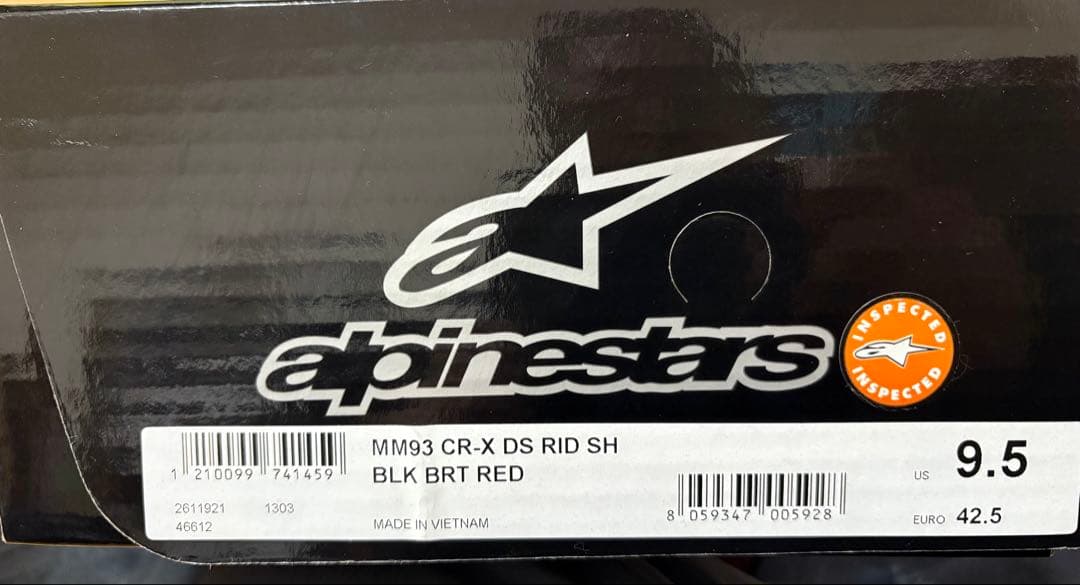 alpinestars
INSPECTED
INSPECTED
1 210099 741459
MM93 CR-X DS RID SH
BLK BRT RED
2611921 1303
46612
MADE IN VIETNAM
8 059347 005928
US 9.5
EURO 42.5